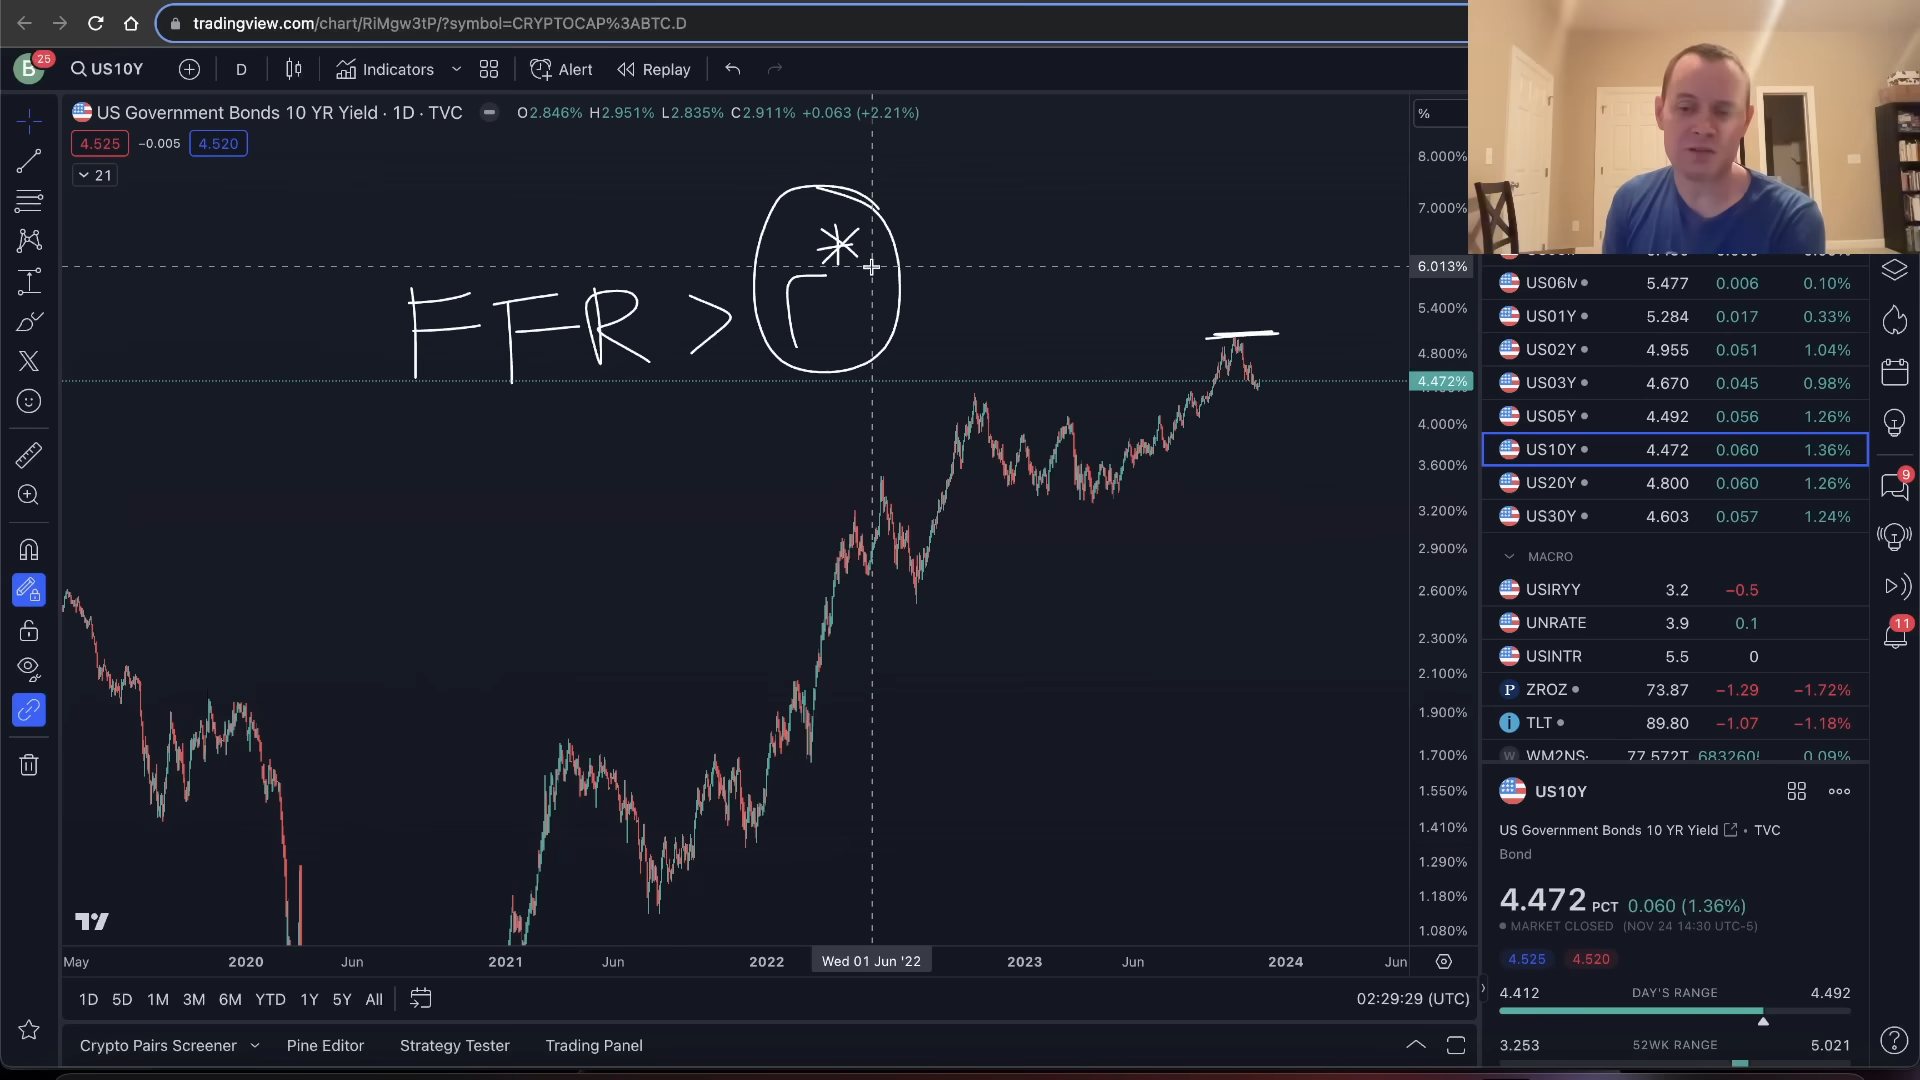 tradingview.com/chart/RiMgw3tP/?symbol=CRYPTOCAP%3ABTC.D
B 25 US10Y D Indicators Alert Replay
US Government Bonds 10 YR Yield · 1D · TVC O2.846% H2.951% L2.835% C2.911% +0.063 (+2.21%)
4.525 −0.005 4.520
21
FFR > r*
%
8.000%
7.000%
6.013%
5.400%
4.800%
4.472%
4.000%
3.600%
3.200%
2.900%
2.600%
2.300%
2.100%
1.900%
1.700%
1.550%
1.410%
1.290%
1.180%
1.080%
May 2020 Jun 2021 Jun 2022 Wed 01 Jun '22 2023 Jun 2024 Jun
1D 5D 1M 3M 6M YTD 1Y 5Y All 02:29:29 (UTC)
Crypto Pairs Screener Pine Editor Strategy Tester Trading Panel
US06M 5.477 0.006 0.10%
US01Y 5.284 0.017 0.33%
US02Y 4.955 0.051 1.04%
US03Y 4.670 0.045 0.98%
US05Y 4.492 0.056 1.26%
US10Y 4.472 0.060 1.36%
US20Y 4.800 0.060 1.26%
US30Y 4.603 0.057 1.24%
MACRO
USIRYY 3.2 −0.5
UNRATE 3.9 0.1
USINTR 5.5 0
P ZROZ 73.87 −1.29 −1.72%
i TLT 89.80 −1.07 −1.18%
W WM2NS 77.572T 0.09%
US10Y
US Government Bonds 10 YR Yield · TVC
Bond
4.472 PCT 0.060 (1.36%)
MARKET CLOSED (NOV 24 14:30 UTC-5)
4.525 4.520
4.412 DAY'S RANGE 4.492
3.253 52WK RANGE 5.021
9
11